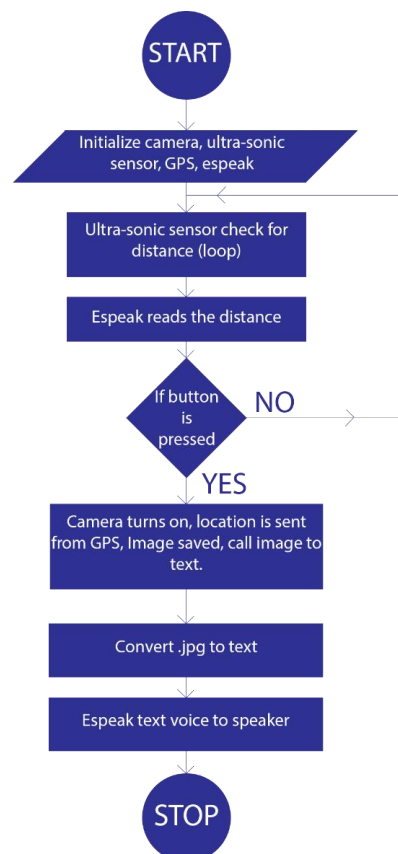 START
Initialize camera, ultra-sonic
sensor, GPS, espeak
Ultra-sonic sensor check for
distance (loop)
Espeak reads the distance
If button
is
pressed
NO
YES
Camera turns on, location is sent
from GPS, Image saved, call image to
text.
Convert .jpg to text
Espeak text voice to speaker
STOP